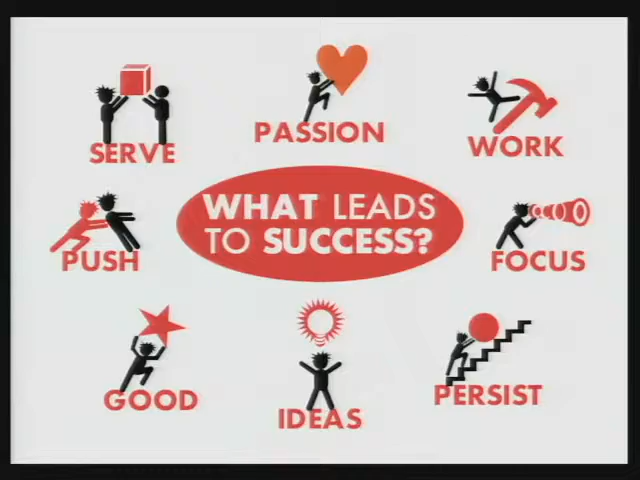 PASSION
SERVE
WORK
WHAT LEADS
TO SUCCESS?
PUSH
FOCUS
GOOD
IDEAS
PERSIST